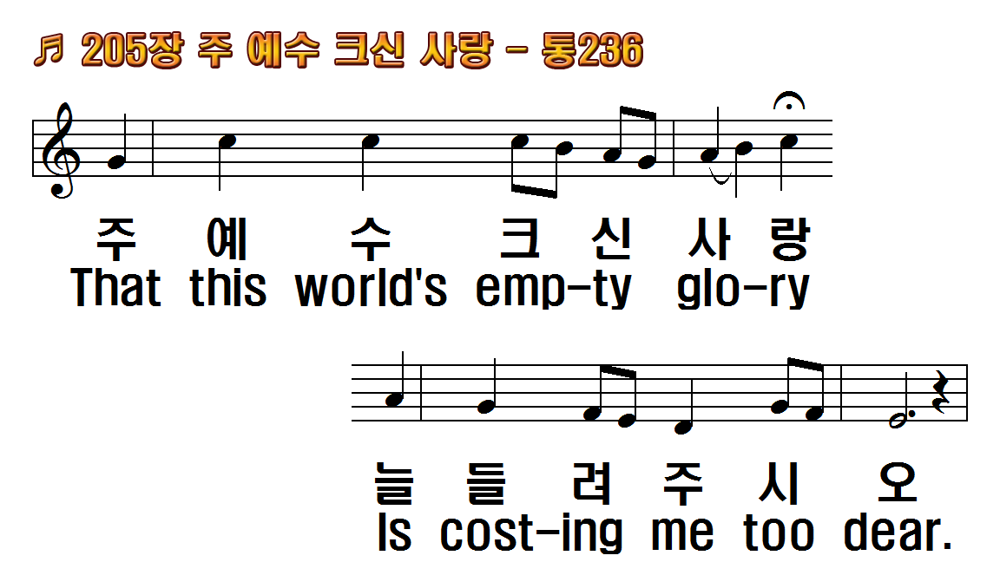 ♬ 205장 주 예수 크신 사랑 - 통236
주 예 수 크 신 사 랑
That this world's emp-ty glo-ry
늘 들 려 주 시 오
Is cost-ing me too dear.